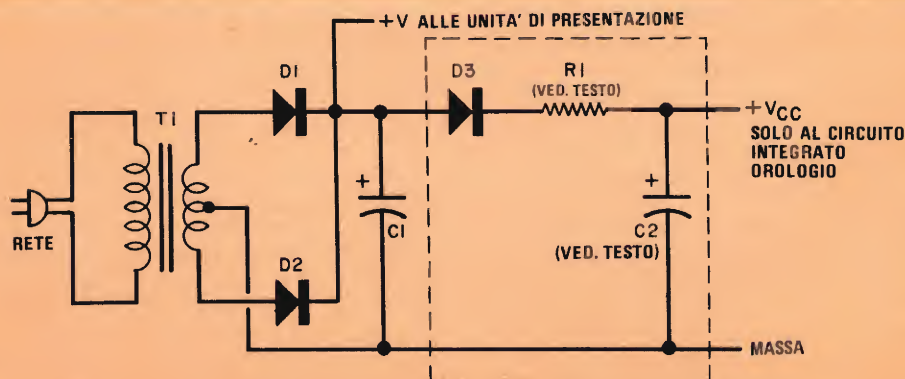 +V ALLE UNITA' DI PRESENTAZIONE
D1
D3
R1
(VED. TESTO)
T1
+VCC
SOLO AL CIRCUITO
INTEGRATO
OROLOGIO
+
C1
+
C2
(VED. TESTO)
RETE
D2
MASSA